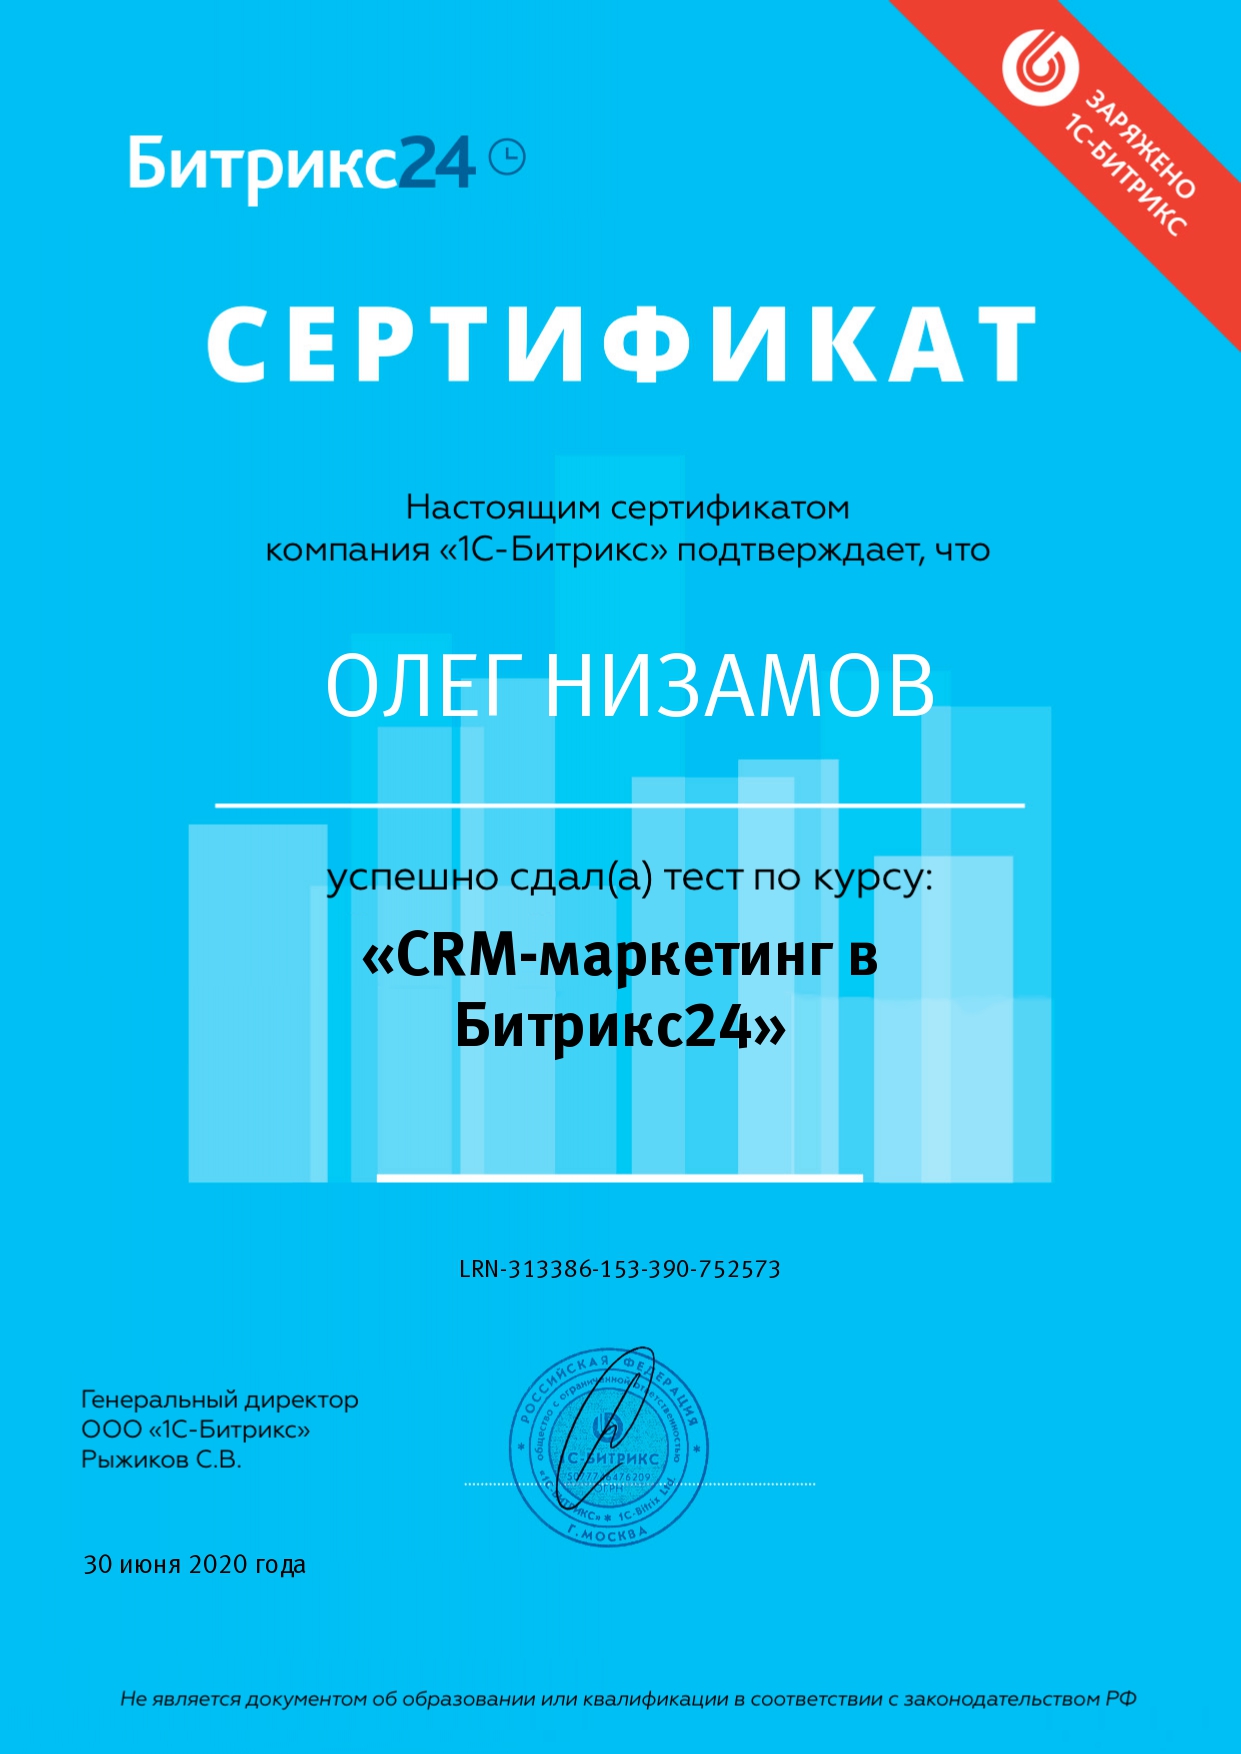 Битрикс24
ЗАРЯЖЕНО
1С-БИТРИКС
СЕРТИФИКАТ
Настоящим сертификатом
компания «1С-Битрикс» подтверждает, что
ОЛЕГ НИЗАМОВ
успешно сдал(а) тест по курсу:
«CRM-маркетинг в
Битрикс24»
LRN-313386-153-390-752573
Генеральный директор
ООО «1С-Битрикс»
Рыжиков С.В.
РОССИЙСКАЯ ФЕДЕРАЦИЯ
общество с ограниченной ответственностью
1С-БИТРИКС
5077746476209
ОГРН
«1С-БИТРИКС» * 1C-Bitrix Ltd.
Г.МОСКВА
30 июня 2020 года
Не является документом об образовании или квалификации в соответствии с законодательством РФ